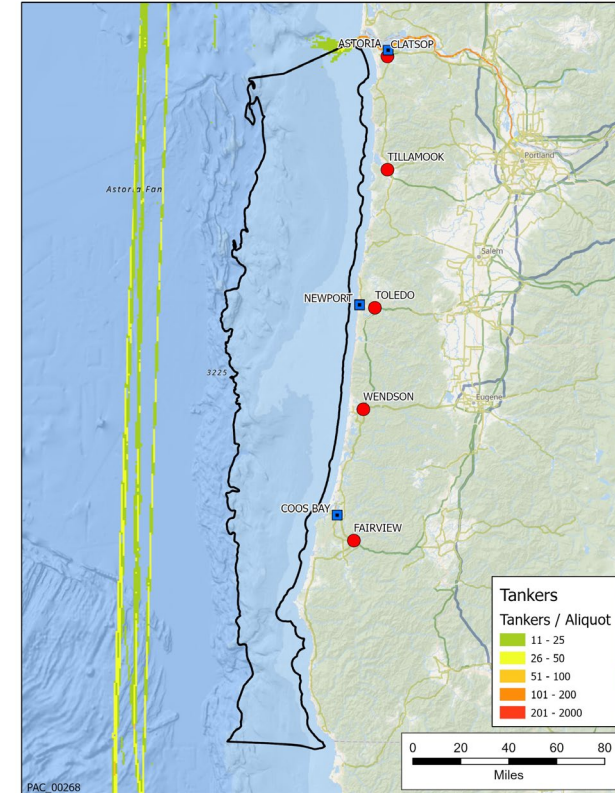 ASTORIA
CLATSOP
Portland
TILLAMOOK
Astoria Fan
Salem
NEWPORT
TOLEDO
3225
WENDSON
Eugene
COOS BAY
FAIRVIEW
Tankers
Tankers / Aliquot
11 - 25
26 - 50
51 - 100
101 - 200
201 - 2000
0 20 40 60 80
Miles
PAC_00268